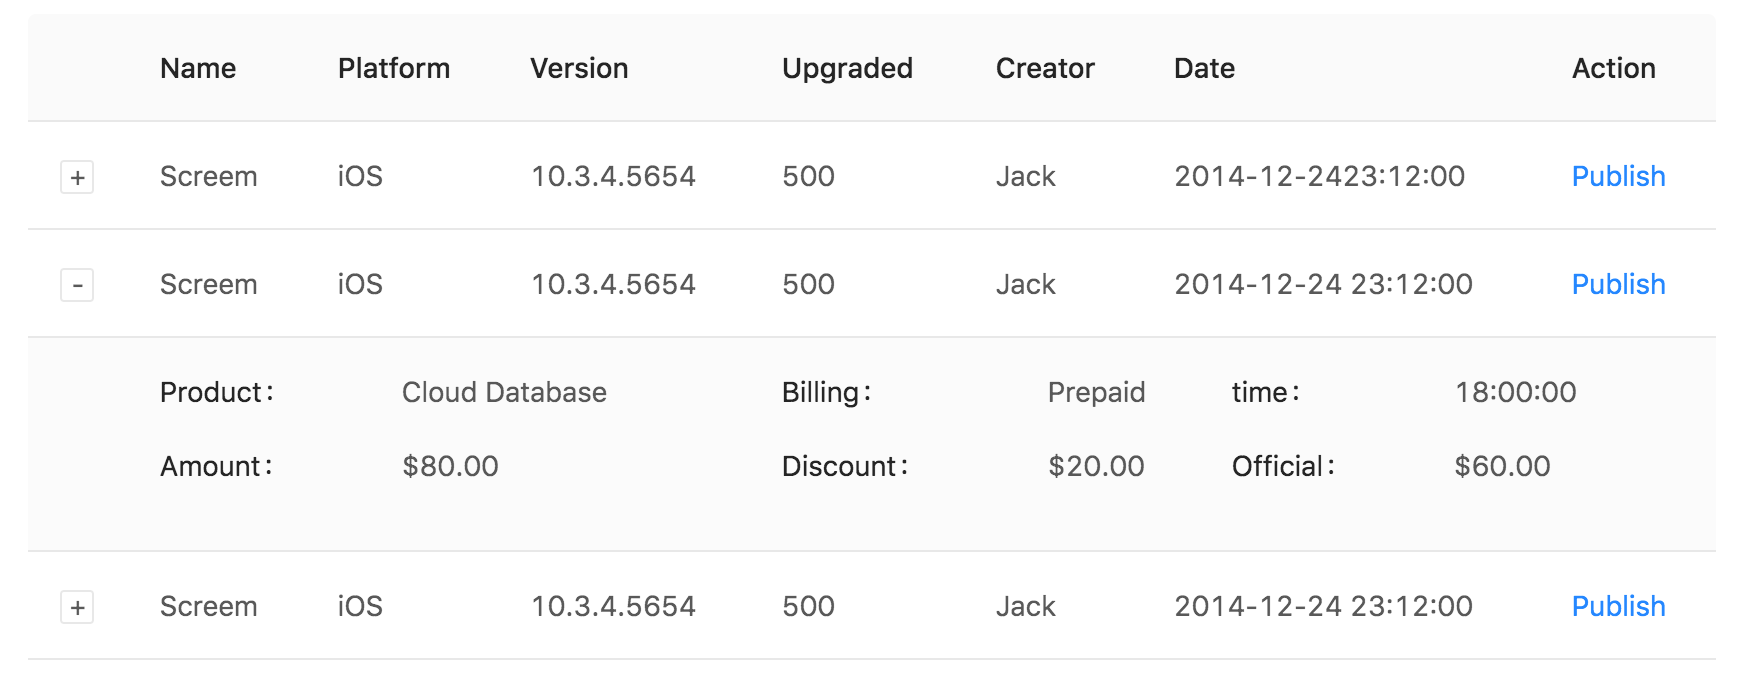 Name Platform Version Upgraded Creator Date Action
+ Screem iOS 10.3.4.5654 500 Jack 2014-12-2423:12:00 Publish
- Screem iOS 10.3.4.5654 500 Jack 2014-12-24 23:12:00 Publish
Product: Cloud Database Billing: Prepaid time: 18:00:00
Amount: $80.00 Discount: $20.00 Official: $60.00
+ Screem iOS 10.3.4.5654 500 Jack 2014-12-24 23:12:00 Publish